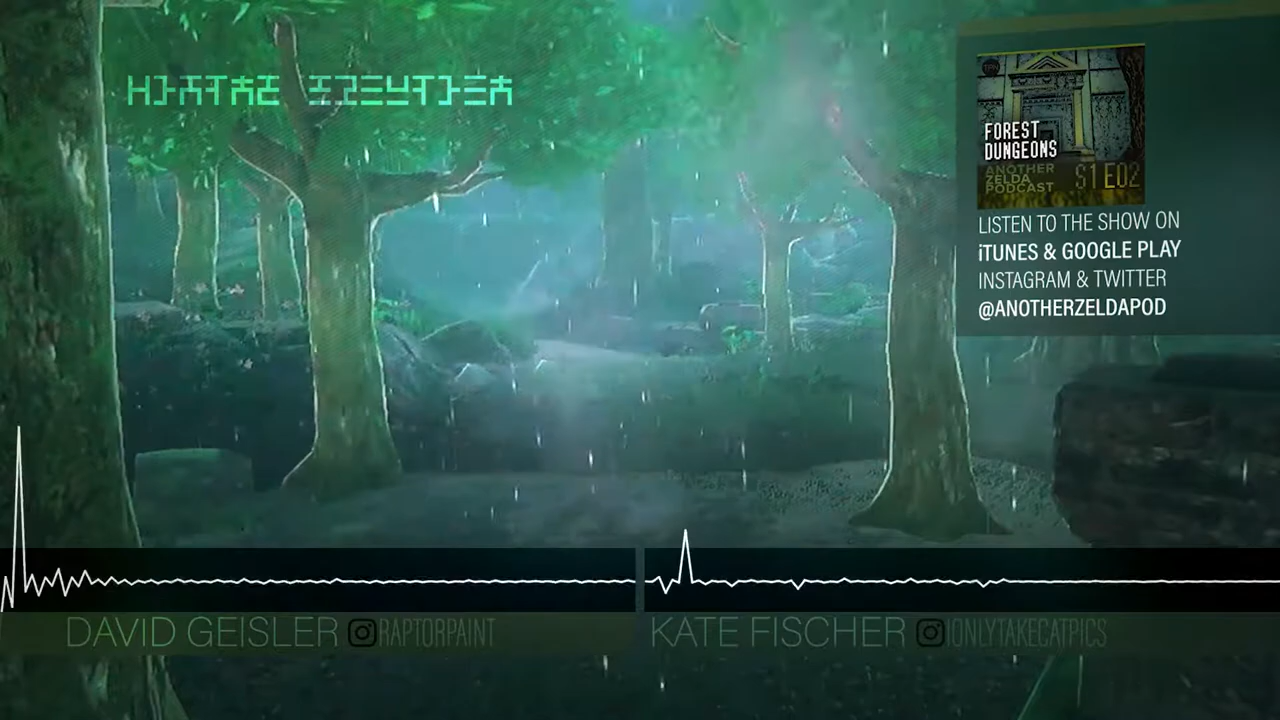 FOREST
DUNGEONS
ANOTHER
ZELDA
PODCAST
S1 E02
LISTEN TO THE SHOW ON
iTUNES & GOOGLE PLAY
INSTAGRAM & TWITTER
@ANOTHERZELDAPOD
DAVID GEISLER RAPTORPAINT
KATE FISCHER ONLYTAKECATPICS